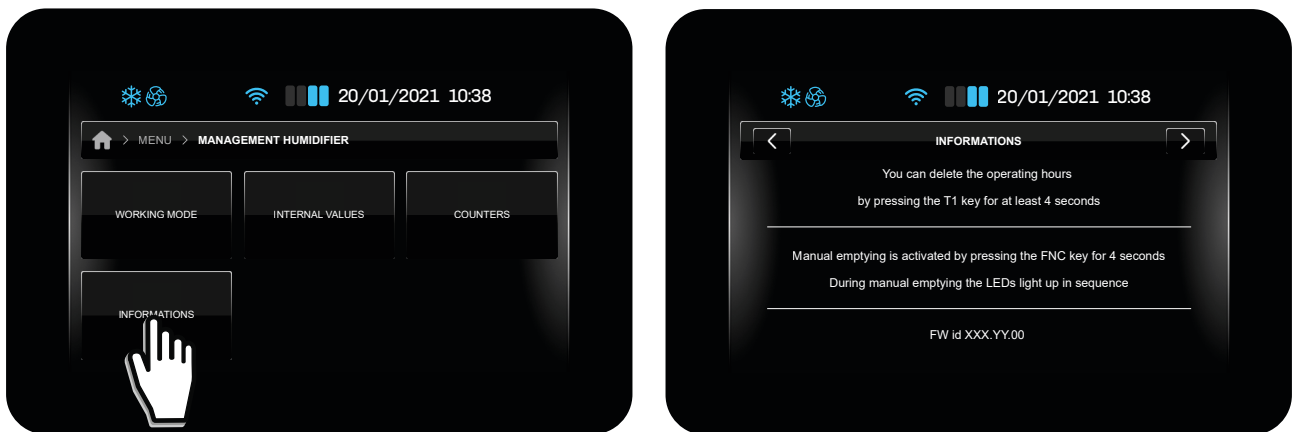 20/01/2021 10:38
> MENU > MANAGEMENT HUMIDIFIER
WORKING MODE
INTERNAL VALUES
COUNTERS
INFORMATIONS
20/01/2021 10:38
INFORMATIONS
You can delete the operating hours
by pressing the T1 key for at least 4 seconds
Manual emptying is activated by pressing the FNC key for 4 seconds
During manual emptying the LEDs light up in sequence
FW id XXX.YY.00